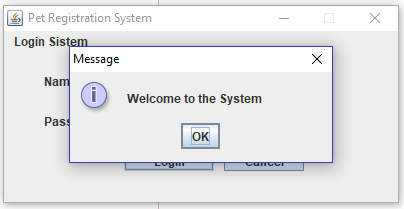 Pet Registration System
Login Sistem
Message
Nam
Welcome to the System
Pass
OK
Login
Cancel